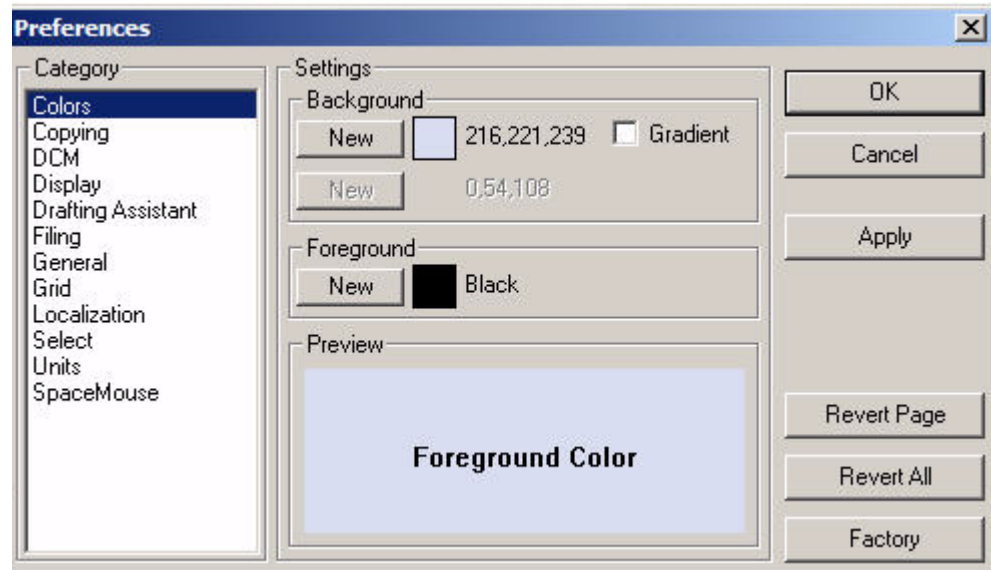 Preferences
Category
Colors
Copying
DCM
Display
Drafting Assistant
Filing
General
Grid
Localization
Select
Units
SpaceMouse
Settings
Background
New 216,221,239 Gradient
New 0,54,108
Foreground
New Black
Preview
Foreground Color
OK
Cancel
Apply
Revert Page
Revert All
Factory